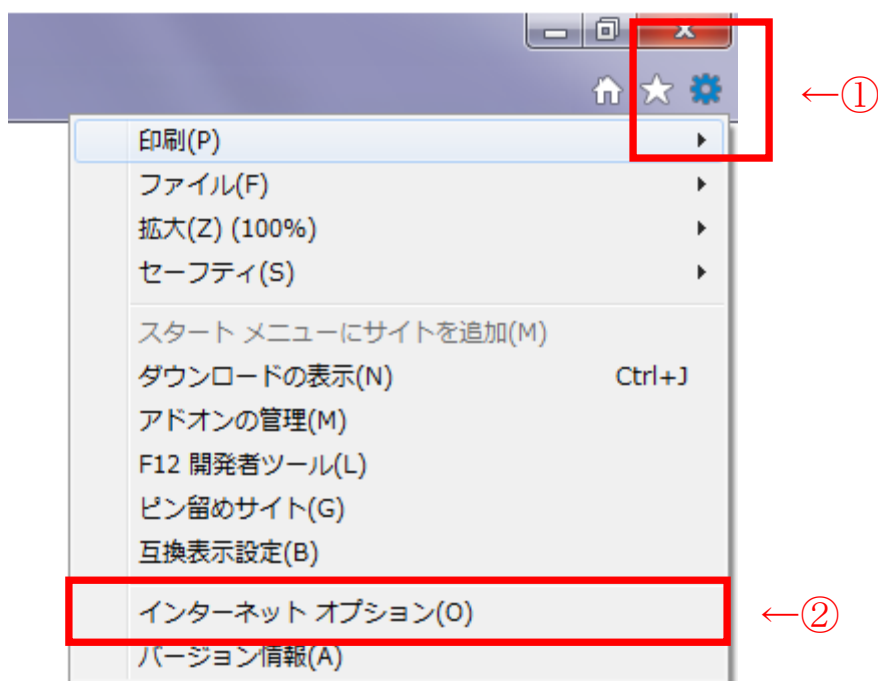 ←①
印刷(P)
ファイル(F)
拡大(Z) (100%)
セーフティ(S)
スタート メニューにサイトを追加(M)
ダウンロードの表示(N) Ctrl+J
アドオンの管理(M)
F12 開発者ツール(L)
ピン留めサイト(G)
互換表示設定(B)
インターネット オプション(O) ←②
バージョン情報(A)